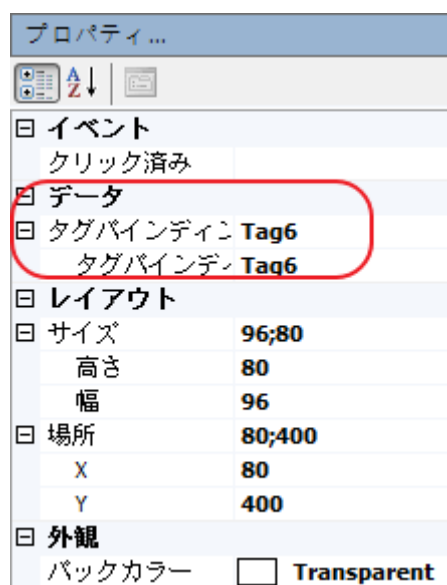 プロパティ...
イベント
クリック済み
データ
タグバインディン Tag6
タグバインデ Tag6
レイアウト
サイズ 96;80
高さ 80
幅 96
場所 80;400
X 80
Y 400
外観
バックカラー Transparent